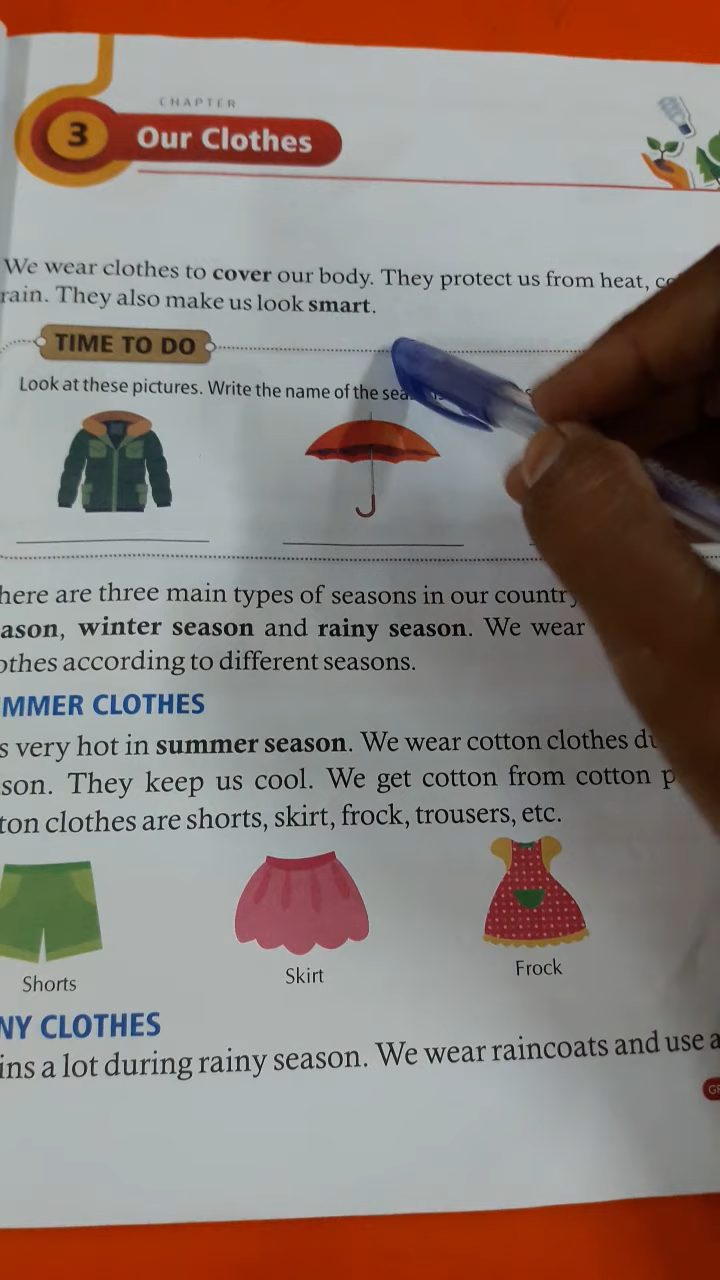 CHAPTER
3 Our Clothes
We wear clothes to cover our body. They protect us from heat,
rain. They also make us look smart.
TIME TO DO
Look at these pictures. Write the name of the
here are three main types of seasons in our country
ason, winter season and rainy season. We wear
othes according to different seasons.
MMER CLOTHES
s very hot in summer season. We wear cotton clothes
son. They keep us cool. We get cotton from cotton p
ton clothes are shorts, skirt, frock, trousers, etc.
Shorts
Skirt
Frock
NY CLOTHES
ins a lot during rainy season. We wear raincoats and use a